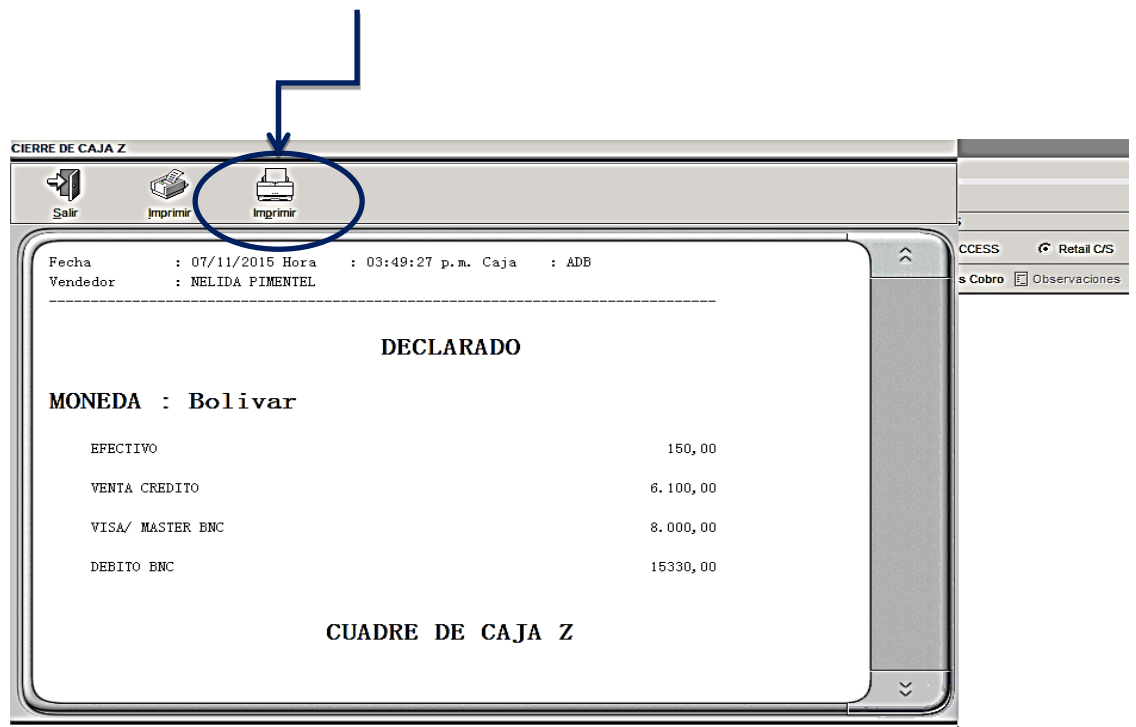 CIERRE DE CAJA Z
Salir Imprimir Imprimir
CCESS Retail C/S
s Cobro Observaciones
Fecha : 07/11/2015 Hora : 03:49:27 p.m. Caja : ADB
Vendedor : NELIDA PIMENTEL
DECLARADO
MONEDA : Bolivar
EFECTIVO 150,00
VENTA CREDITO 6.100,00
VISA/ MASTER BNC 8.000,00
DEBITO BNC 15330,00
CUADRE DE CAJA Z